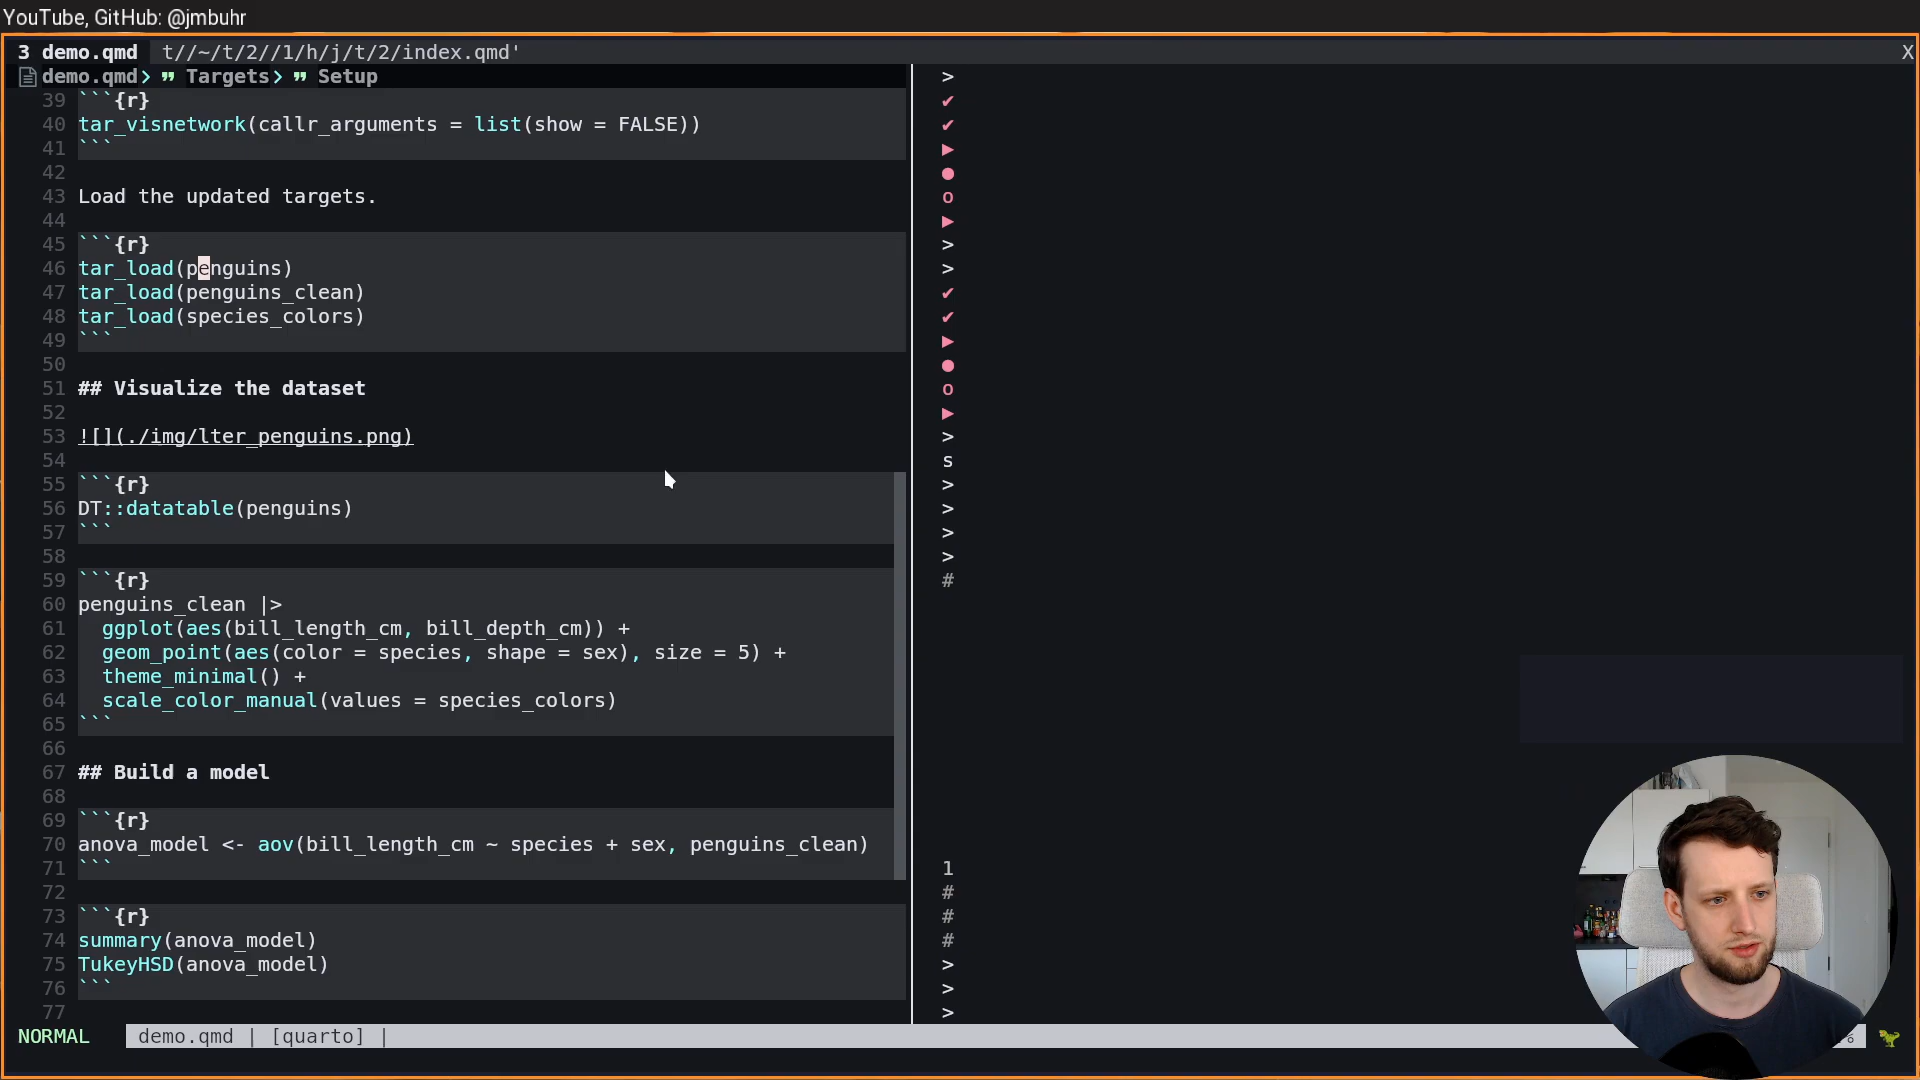 YouTube, GitHub: @jmbuhr
3 demo.qmd t//~/t/2//1/h/j/t/2/index.qmd' X
demo.qmd> " Targets> " Setup
39 ```{r}
40 tar_visnetwork(callr_arguments = list(show = FALSE))
41 ```
42
43 Load the updated targets.
44
45 ```{r}
46 tar_load(penguins)
47 tar_load(penguins_clean)
48 tar_load(species_colors)
49 ```
50
51 ## Visualize the dataset
52
53 ![](./img/lter_penguins.png)
54
55 ```{r}
56 DT::datatable(penguins)
57 ```
58
59 ```{r}
60 penguins_clean |>
61   ggplot(aes(bill_length_cm, bill_depth_cm)) +
62   geom_point(aes(color = species, shape = sex), size = 5) +
63   theme_minimal() +
64   scale_color_manual(values = species_colors)
65 ```
66
67 ## Build a model
68
69 ```{r}
70 anova_model <- aov(bill_length_cm ~ species + sex, penguins_clean)
71 ```
72
73 ```{r}
74 summary(anova_model)
75 TukeyHSD(anova_model)
76 ```
77
>
✔
✔
▶
●
o
▶
>
>
✔
✔
▶
●
o
▶
>
s
>
>
>
>
#
1
#
#
#
>
>
>
NORMAL demo.qmd | [quarto] |
%